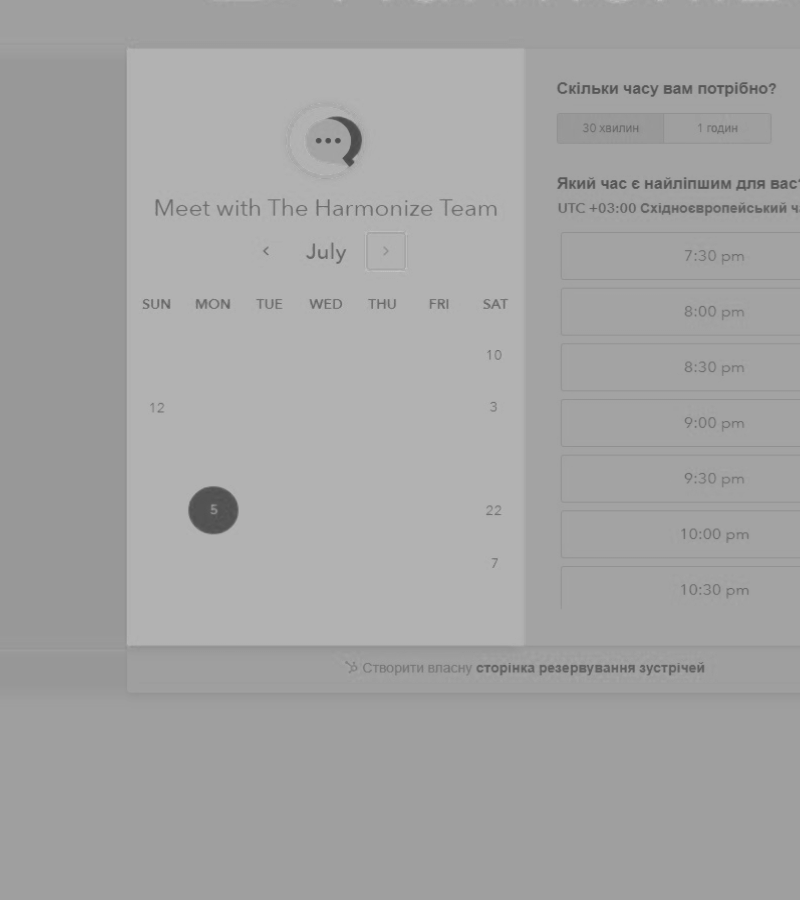 Meet with The Harmonize Team
July
SUN MON TUE WED THU FRI SAT
10
12 3
5 22
7
Скільки часу вам потрібно?
30 хвилин 1 годин
Який час є найліпшим для вас
UTC +03:00 Східноєвропейський
7:30 pm
8:00 pm
8:30 pm
9:00 pm
9:30 pm
10:00 pm
10:30 pm
Створити власну сторінка резервування зустрічей